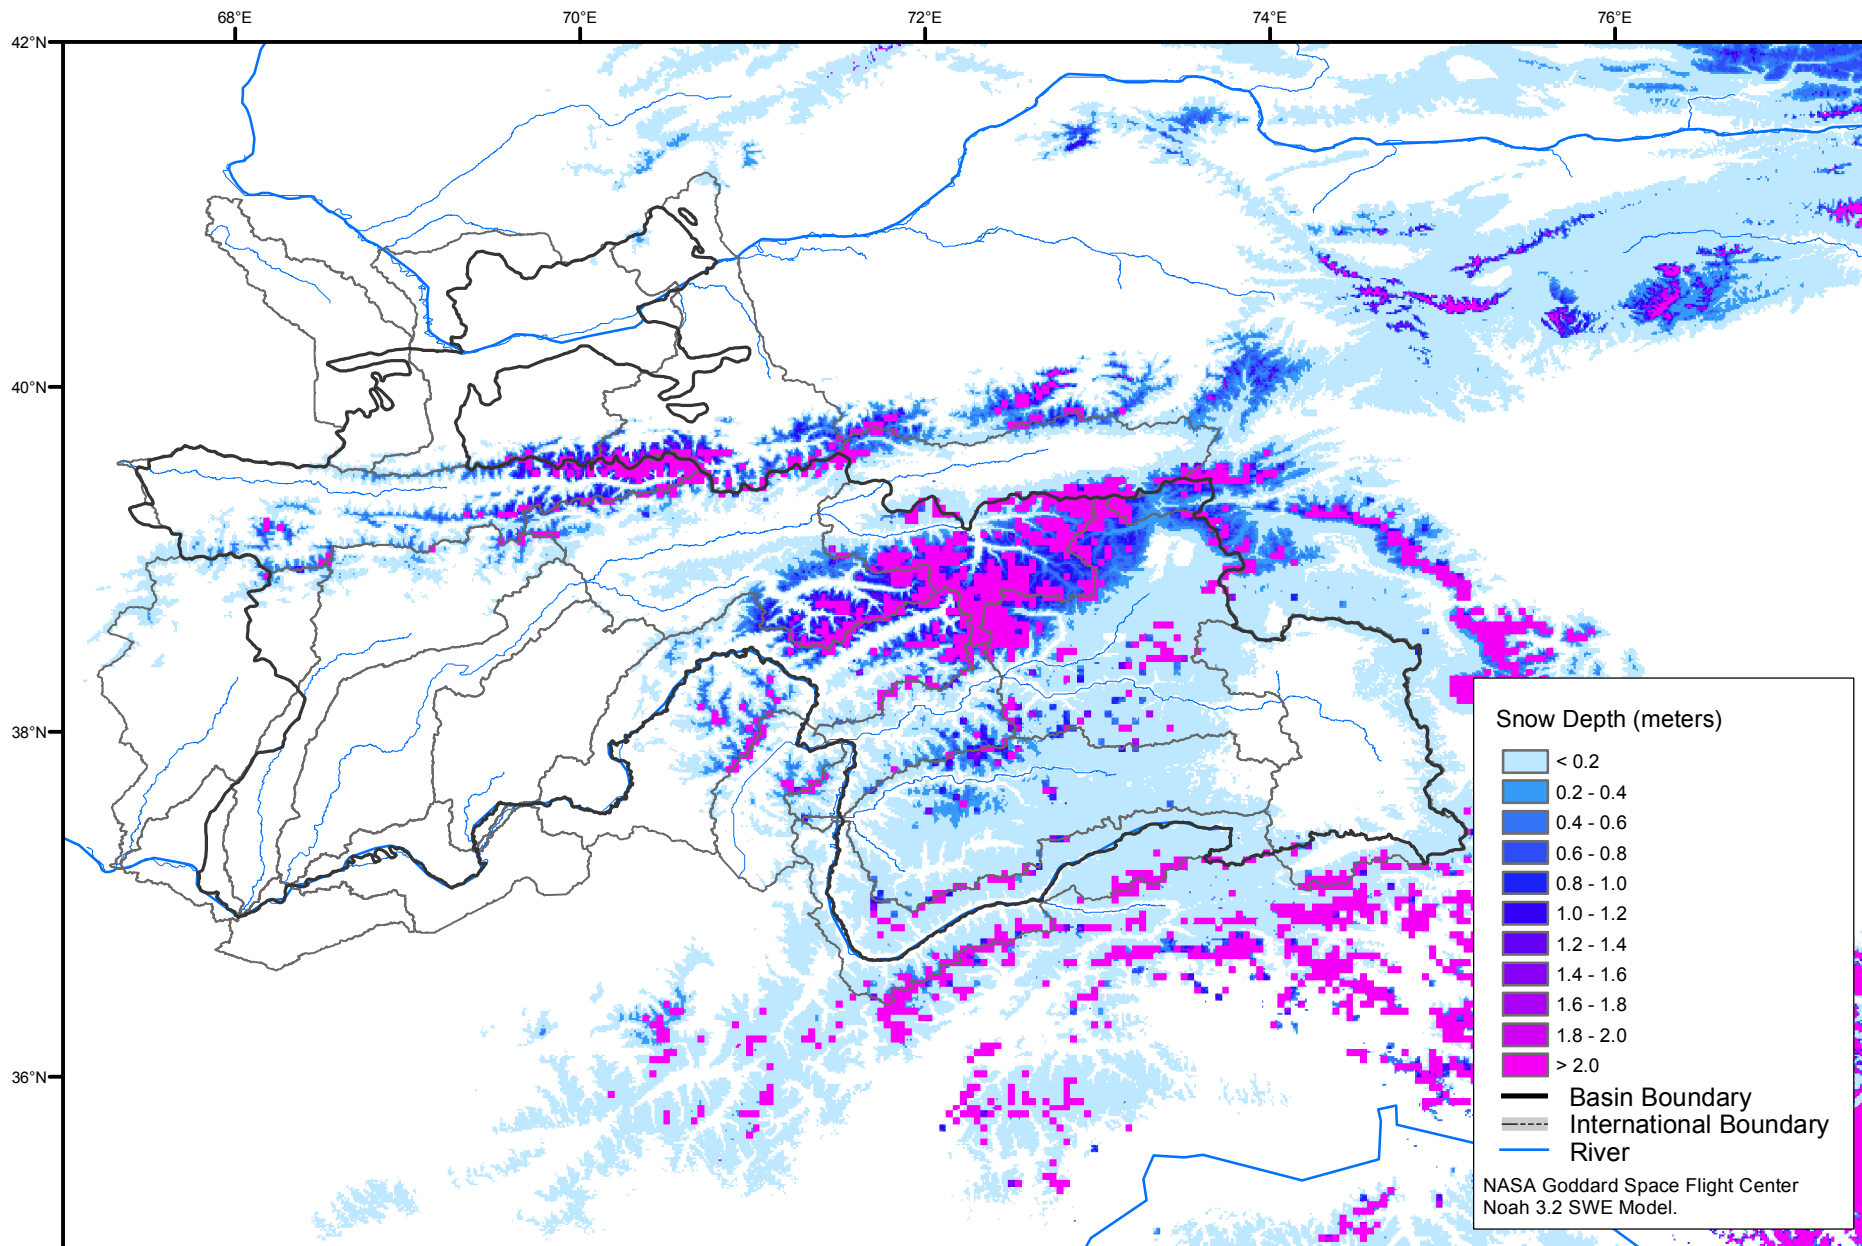 68°E
70°E
72°E
74°E
76°E
42°N
40°N
38°N
36°N
Snow Depth (meters)
< 0.2
0.2 - 0.4
0.4 - 0.6
0.6 - 0.8
0.8 - 1.0
1.0 - 1.2
1.2 - 1.4
1.4 - 1.6
1.6 - 1.8
1.8 - 2.0
> 2.0
Basin Boundary
International Boundary
River
NASA Goddard Space Flight Center
Noah 3.2 SWE Model.